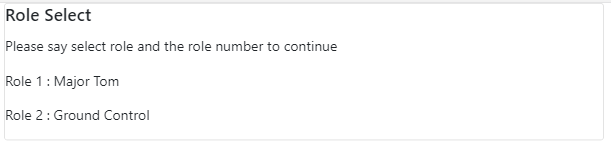 Role Select
Please say select role and the role number to continue
Role 1 : Major Tom
Role 2 : Ground Control